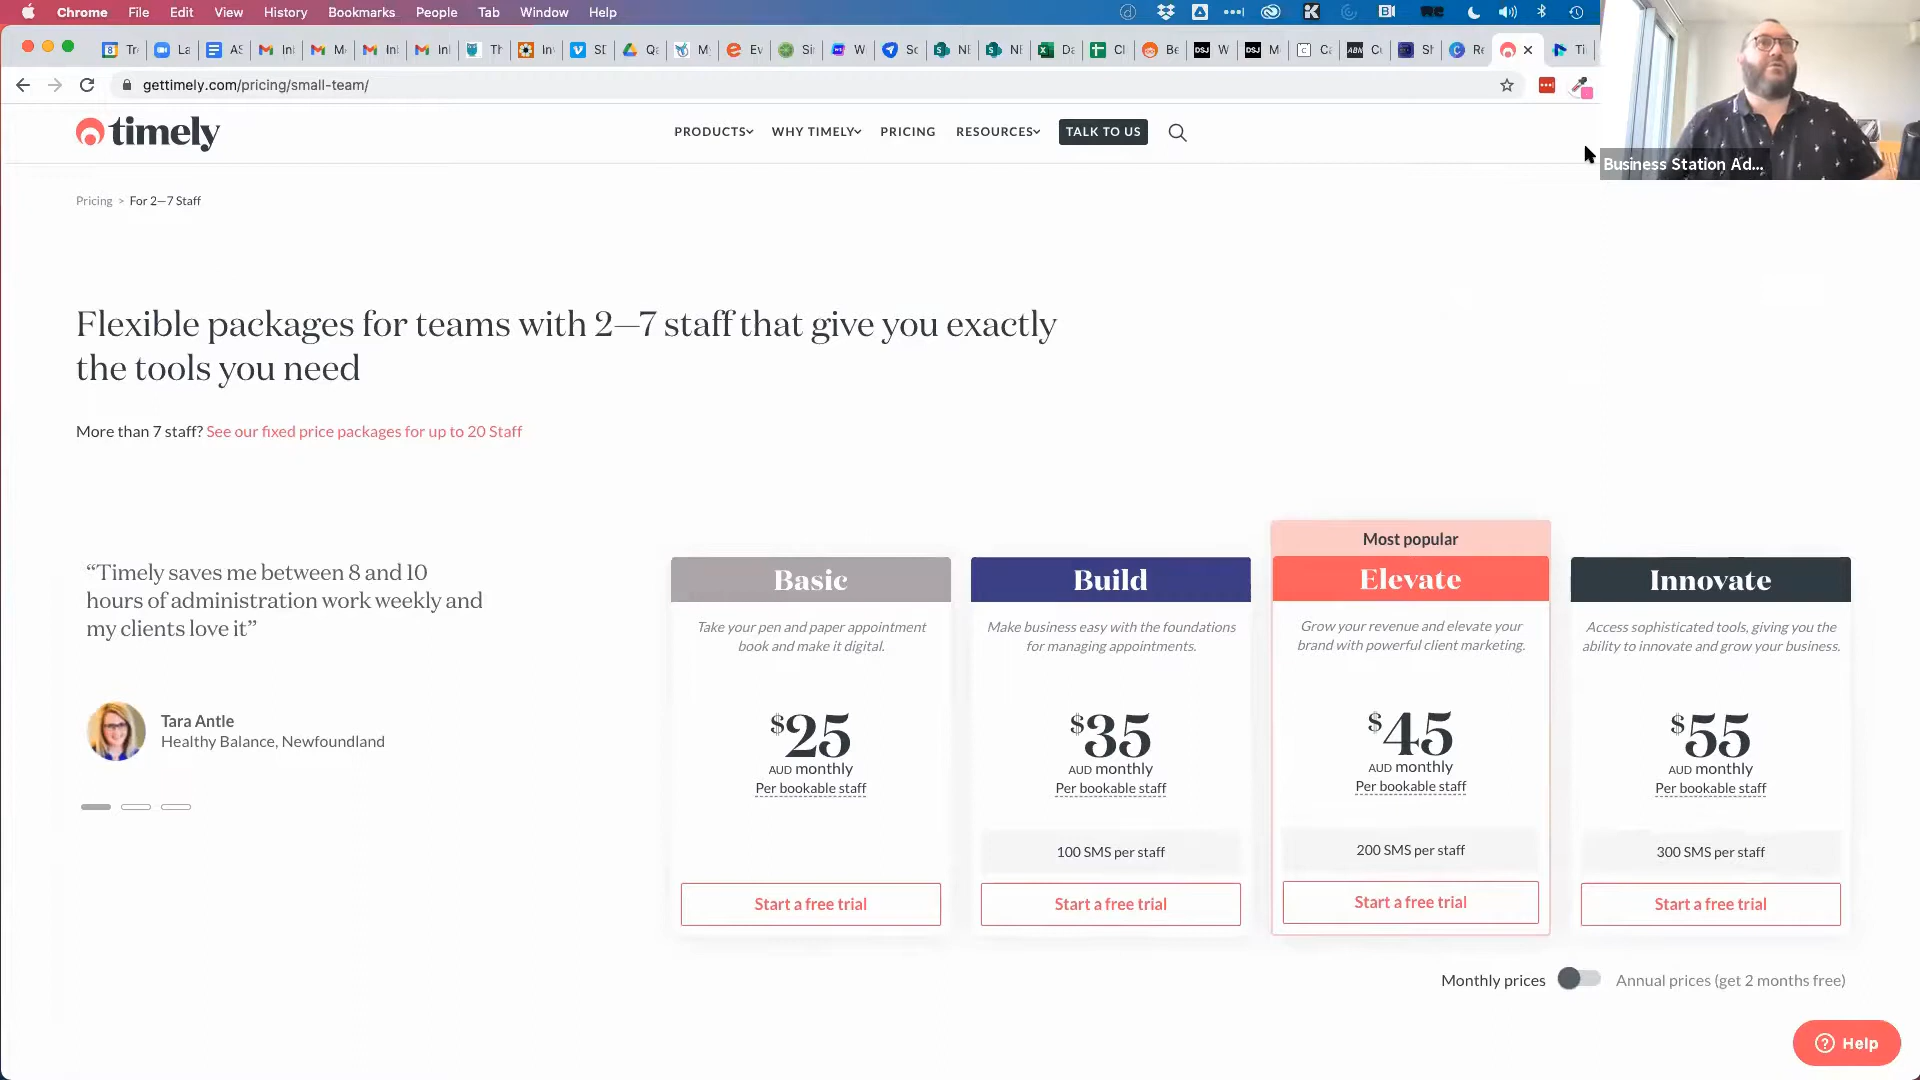 Chrome File Edit View History Bookmarks People Tab Window Help
gettimely.com/pricing/small-team/
timely
PRODUCTS WHY TIMELY PRICING RESOURCES TALK TO US
Business Station Ad...
Pricing > For 2—7 Staff
Flexible packages for teams with 2—7 staff that give you exactly
the tools you need
More than 7 staff? See our fixed price packages for up to 20 Staff
“Timely saves me between 8 and 10
hours of administration work weekly and
my clients love it”
Tara Antle
Healthy Balance, Newfoundland
Basic
Take your pen and paper appointment
book and make it digital.
$25
AUD monthly
Per bookable staff
Start a free trial
Build
Make business easy with the foundations
for managing appointments.
$35
AUD monthly
Per bookable staff
100 SMS per staff
Start a free trial
Most popular
Elevate
Grow your revenue and elevate your
brand with powerful client marketing.
$45
AUD monthly
Per bookable staff
200 SMS per staff
Start a free trial
Innovate
Access sophisticated tools, giving you the
ability to innovate and grow your business.
$55
AUD monthly
Per bookable staff
300 SMS per staff
Start a free trial
Monthly prices Annual prices (get 2 months free)
Help